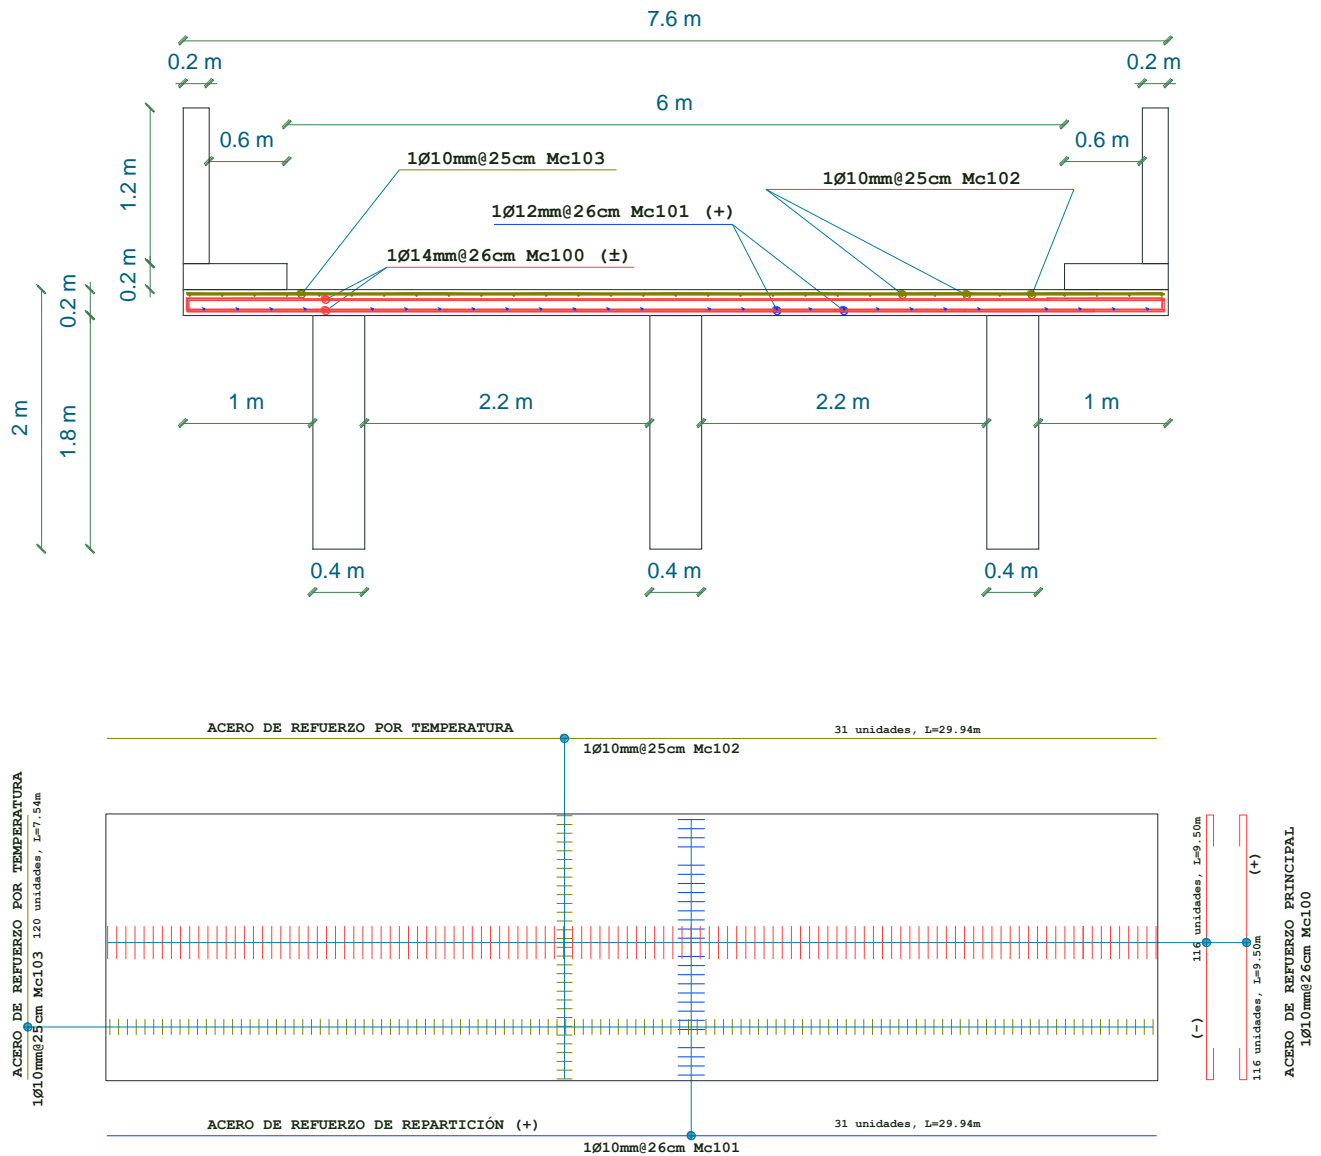 7.6 m
0.2 m
0.2 m
6 m
0.6 m
0.6 m
1Ø10mm@25cm Mc103
1Ø10mm@25cm Mc102
1.2 m
1Ø12mm@26cm Mc101 (+)
1Ø14mm@26cm Mc100 (±)
0.2 m
0.2 m
1 m
2.2 m
2.2 m
1 m
2 m
1.8 m
0.4 m
0.4 m
0.4 m
ACERO DE REFUERZO POR TEMPERATURA
31 unidades, L=29.94m
1Ø10mm@25cm Mc102
ACERO DE REFUERZO POR TEMPERATURA
120 unidades, L=7.54m
1Ø10mm@25cm Mc103
116 unidades, L=9.50m
(+)
(-)
116 unidades, L=9.50m
ACERO DE REFUERZO PRINCIPAL
1Ø10mm@26cm Mc100
ACERO DE REFUERZO DE REPARTICIÓN (+)
31 unidades, L=29.94m
1Ø10mm@26cm Mc101